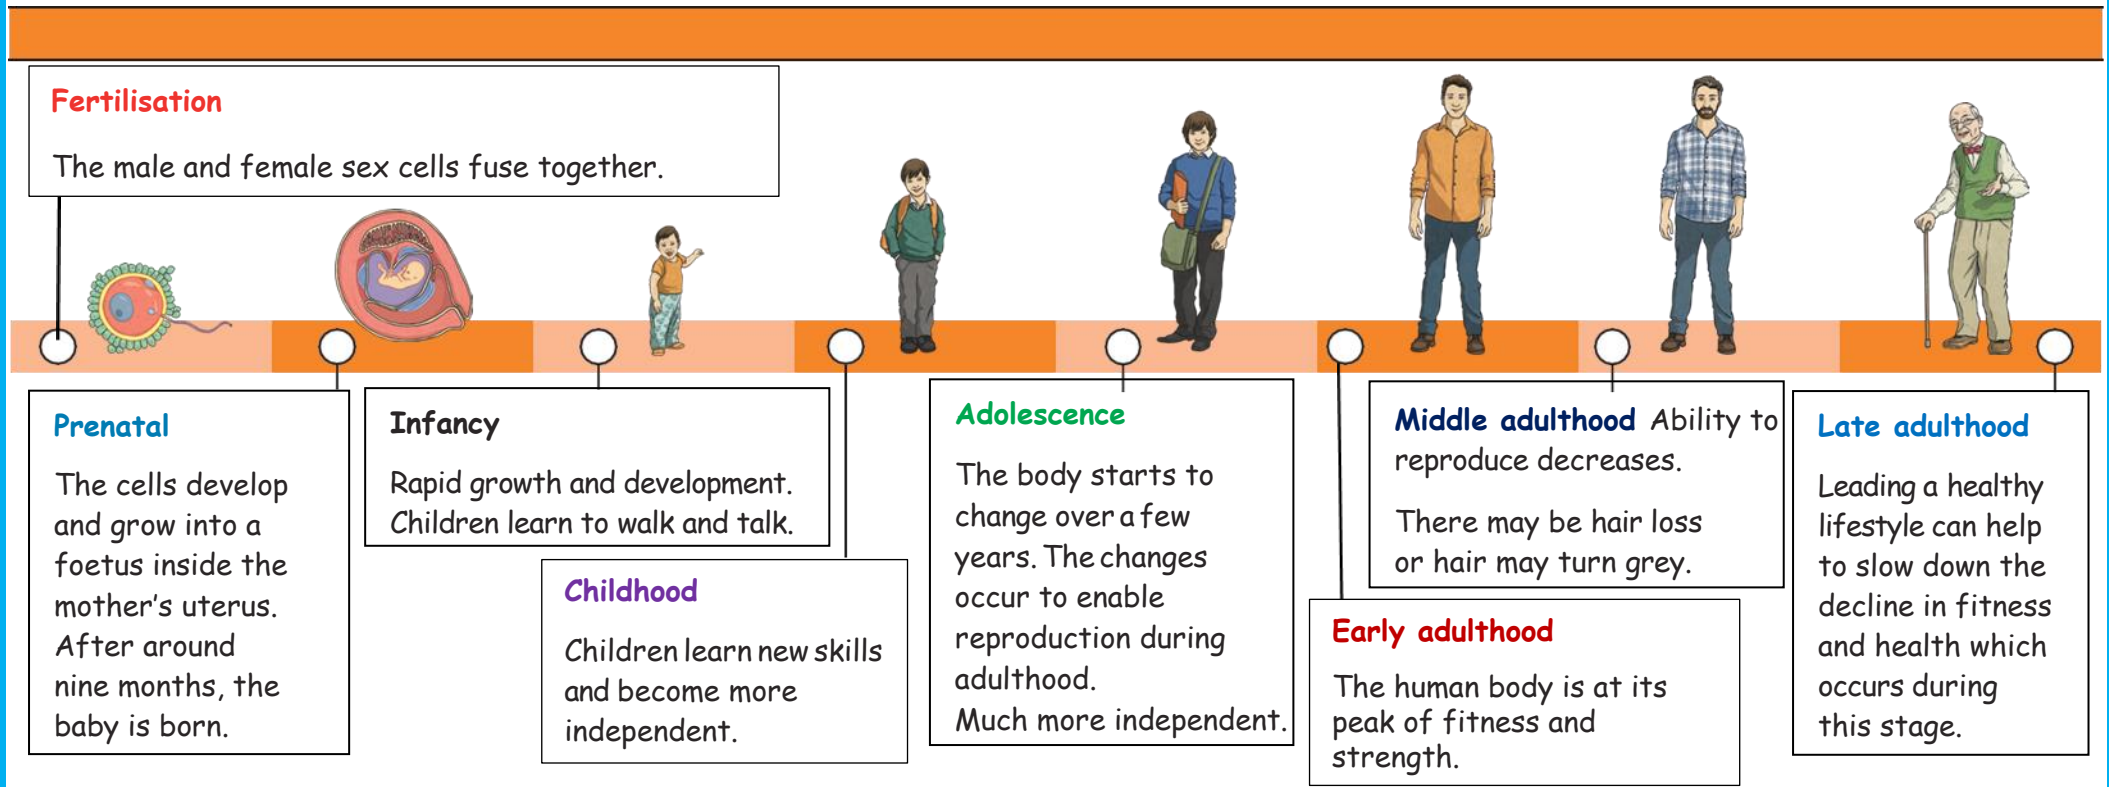 Fertilisation
The male and female sex cells fuse together.
Prenatal
The cells develop
and grow into a
foetus inside the
mother's uterus.
After around
nine months, the
baby is born.
Infancy
Rapid growth and development.
Children learn to walk and talk.
Childhood
Children learn new skills
and become more
independent.
Adolescence
The body starts to
change over a few
years. The changes
occur to enable
reproduction during
adulthood.
Much more independent.
Early adulthood
The human body is at its
peak of fitness and
strength.
Middle adulthood Ability to
reproduce decreases.
There may be hair loss
or hair may turn grey.
Late adulthood
Leading a healthy
lifestyle can help
to slow down the
decline in fitness
and health which
occurs during
this stage.